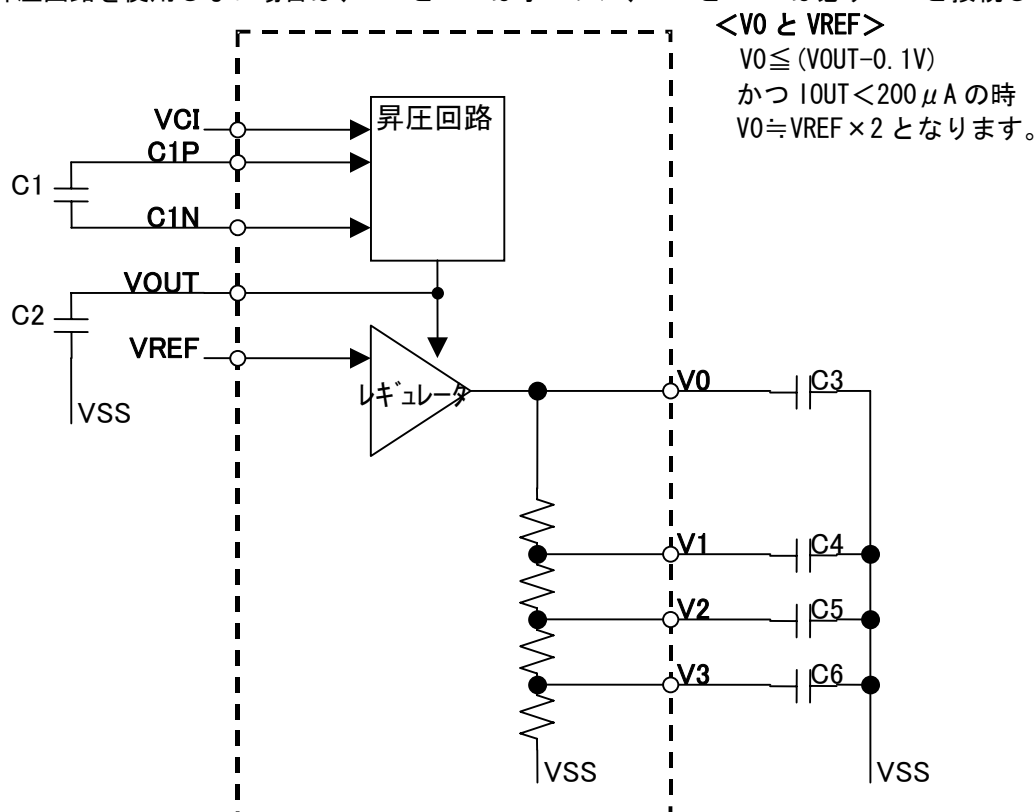 <V0 と VREF>
V0≦(VOUT-0.1V)
かつ IOUT<200μA の時
V0≒VREF×2 となります。
VCI
昇圧回路
C1P
C1
C1N
VOUT
C2
VREF
レギュレータ
V0
C3
VSS
V1
C4
V2
C5
V3
C6
VSS
VSS